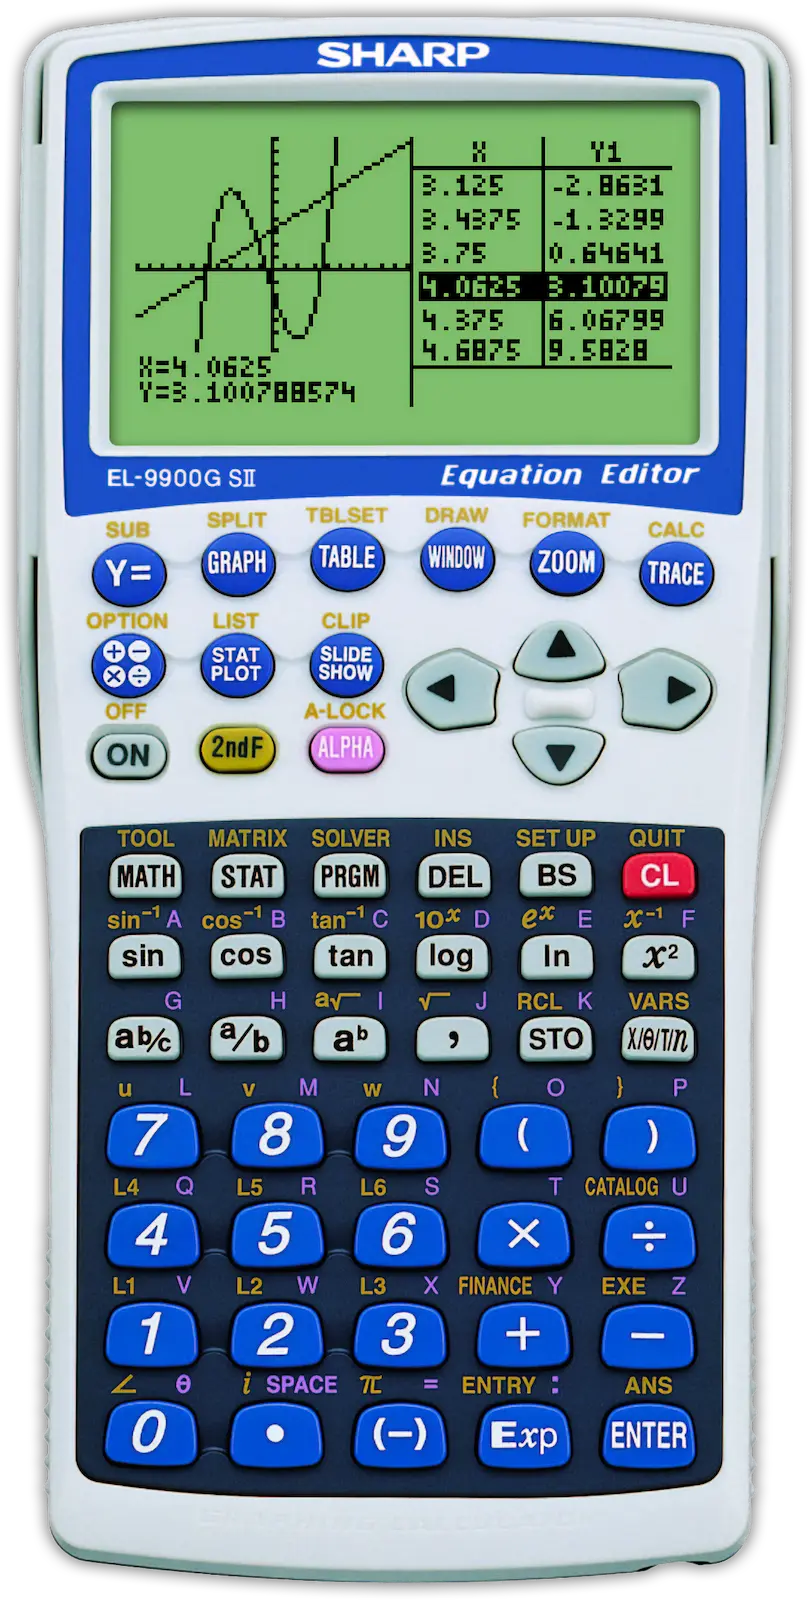 SHARP
X Y1
3.125 -2.8631
3.4375 -1.3299
3.75 0.64641
4.0625 3.10079
4.375 6.06799
4.6875 9.5828
X=4.0625
Y=3.100788574
EL-9900G SII Equation Editor
SUB SPLIT TBLSET DRAW FORMAT CALC
Y= GRAPH TABLE WINDOW ZOOM TRACE
OPTION LIST CLIP
+ − × ÷ STAT PLOT SLIDE SHOW
OFF A-LOCK
ON 2ndF ALPHA
TOOL MATRIX SOLVER INS SET UP QUIT
MATH STAT PRGM DEL BS CL
sin⁻¹ A cos⁻¹ B tan⁻¹ C 10ˣ D eˣ E x⁻¹ F
sin cos tan log ln x²
G H a√ I √ J RCL K VARS
ab/c a/b aᵇ , STO X/θ/T/n
u L v M w N { O } P
7 8 9 ( )
L4 Q L5 R L6 S T CATALOG U
4 5 6 × ÷
L1 V L2 W L3 X FINANCE Y EXE Z
1 2 3 + −
∠ θ i SPACE π = ENTRY : ANS
0 • (−) Exp ENTER